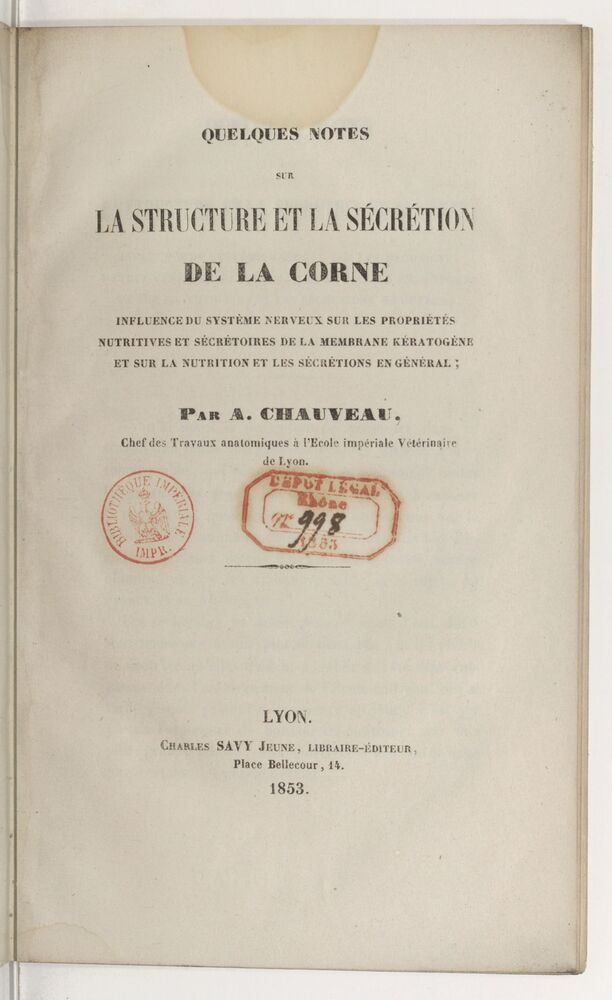 QUELQUES NOTES
SUR
LA STRUCTURE ET LA SÉCRÉTION
DE LA CORNE
INFLUENCE DU SYSTÈME NERVEUX SUR LES PROPRIÉTÉS
NUTRITIVES ET SÉCRÉTOIRES DE LA MEMBRANE KÉRATOGÈNE
ET SUR LA NUTRITION ET LES SÉCRÉTIONS EN GÉNÉRAL ;
PAR A. CHAUVEAU,
Chef des Travaux anatomiques à l'Ecole impériale Vétérinaire
de Lyon.
BIBLIOTHÈQUE IMPÉRIALE
IMPR.
DÉPOT LÉGAL
Rhône
N° 998
1853
LYON.
CHARLES SAVY JEUNE, LIBRAIRE-ÉDITEUR,
Place Bellecour, 14.
1853.